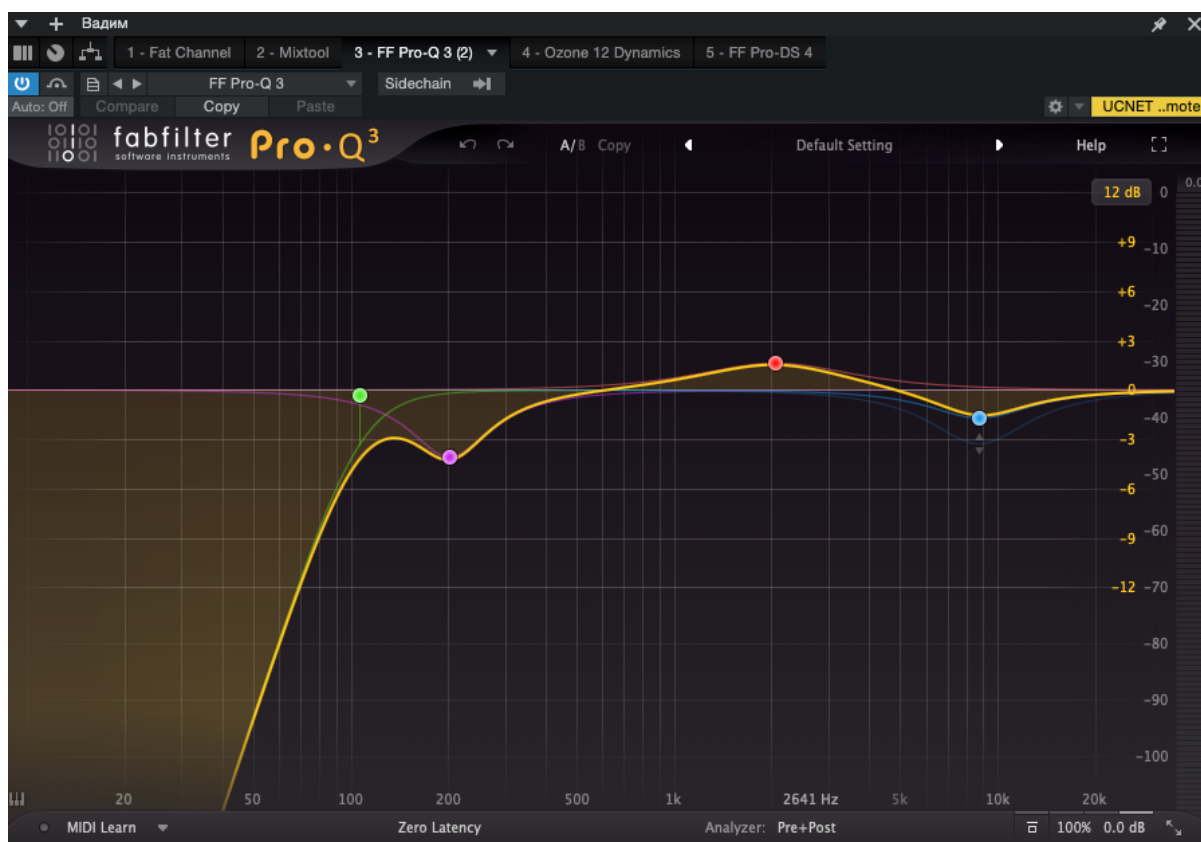 Вадим
1 - Fat Channel 2 - Mixtool 3 - FF Pro-Q 3 (2) 4 - Ozone 12 Dynamics 5 - FF Pro-DS 4
FF Pro-Q 3 Sidechain
Auto: Off Compare Copy Paste UCNET ..mote
fabfilter
software instruments
Pro·Q3
A/B Copy Default Setting Help
12 dB 0 0.0
+9 -10
+6 -20
+3 -30
0 -40
-3 -50
-6 -60
-9 -70
-12 -80
-90
-100
20 50 100 200 500 1k 2641 Hz 5k 10k 20k
MIDI Learn Zero Latency Analyzer: Pre+Post 100% 0.0 dB